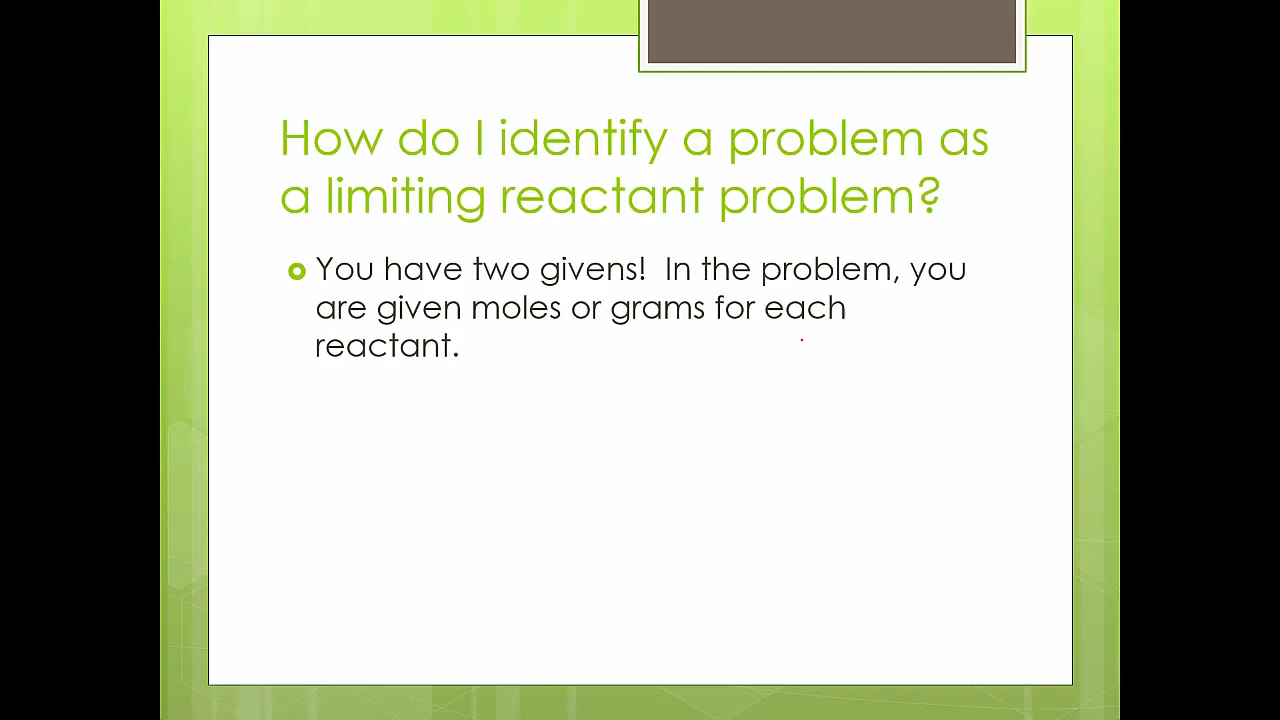 How do I identify a problem as
a limiting reactant problem?
You have two givens!  In the problem, you
are given moles or grams for each
reactant.